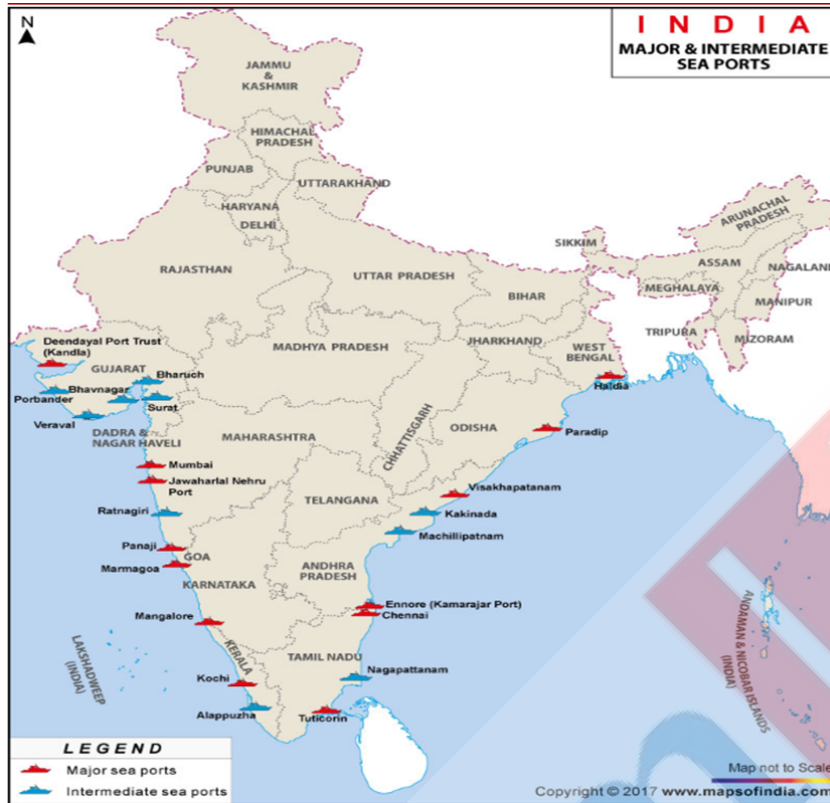 N
INDIA
MAJOR & INTERMEDIATE
SEA PORTS
JAMMU
&
KASHMIR
HIMACHAL
PRADESH
PUNJAB
UTTARAKHAND
HARYANA
DELHI
ARUNACHAL
PRADESH
SIKKIM
ASSAM
NAGALAND
RAJASTHAN
UTTAR PRADESH
MEGHALAYA
BIHAR
MANIPUR
TRIPURA
MIZORAM
Deendayal Port Trust
(Kandla)
MADHYA PRADESH
JHARKHAND
WEST
BENGAL
GUJARAT
Bharuch
Bhavnagar
Haldia
Porbander
Surat
Veraval
CHHATTISGARH
ODISHA
Paradip
DADRA &
NAGAR HAVELI
MAHARASHTRA
Mumbai
Jawaharlal Nehru
Port
Visakhapatanam
TELANGANA
Ratnagiri
Kakinada
Machillipatnam
Panaji
GOA
Marmagoa
ANDHRA
PRADESH
KARNATAKA
Ennore (Kamarajar Port)
Chennai
Mangalore
ANDAMAN & NICOBAR ISLANDS
(INDIA)
LAKSHADWEEP
(INDIA)
KERALA
TAMIL NADU
Nagapattanam
Kochi
Alappuzha
Tuticorin
LEGEND
Major sea ports
Intermediate sea ports
Map not to Scale
Copyright © 2017 www.mapsofindia.com